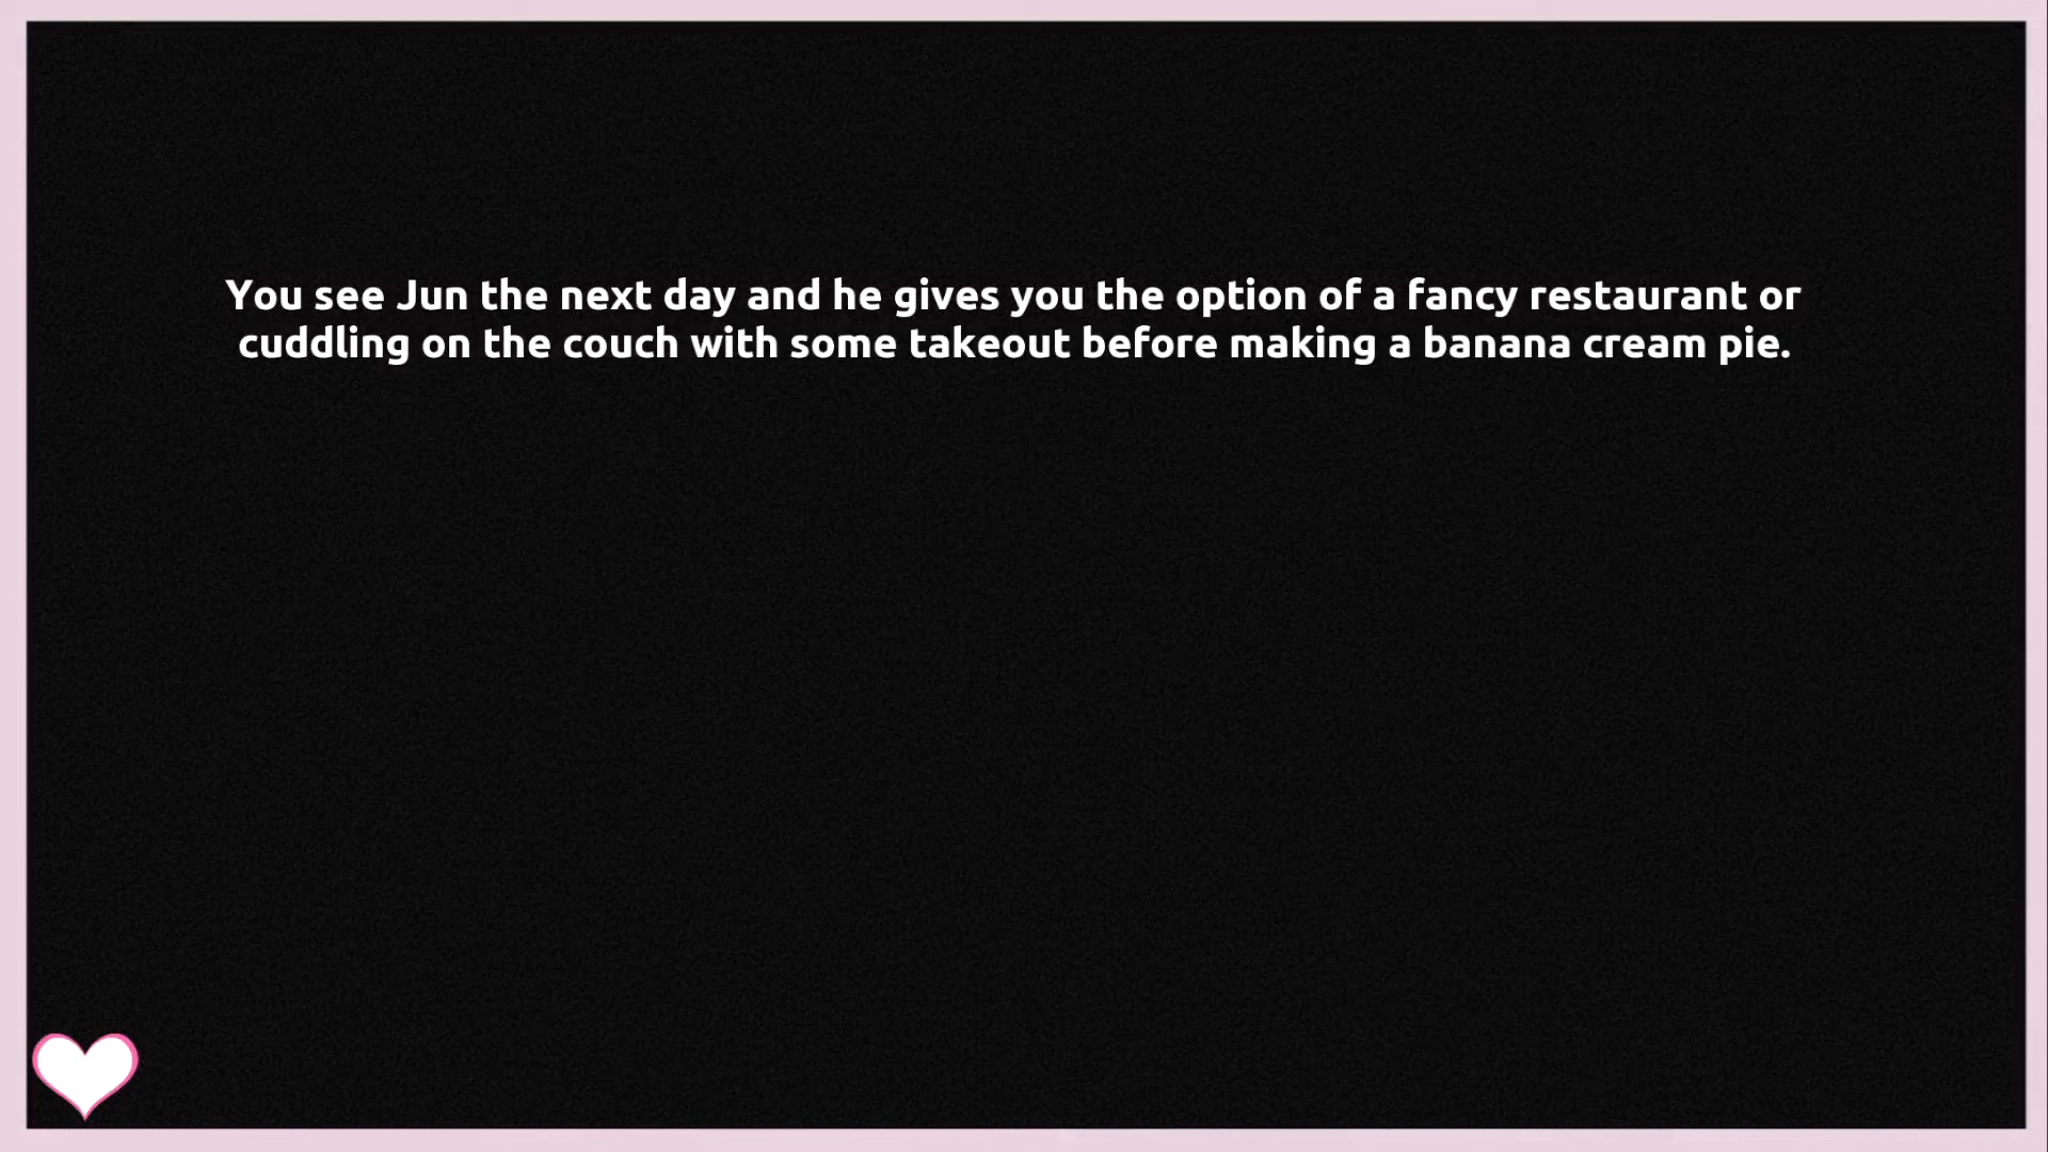 You see Jun the next day and he gives you the option of a fancy restaurant or
cuddling on the couch with some takeout before making a banana cream pie.